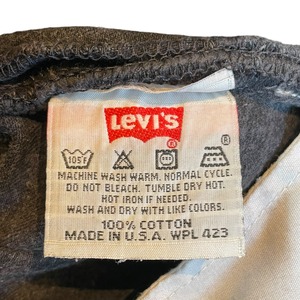 LEVI'S
®
105F
®
MACHINE WASH WARM. NORMAL CYCLE.
DO NOT BLEACH. TUMBLE DRY HOT.
HOT IRON IF NEEDED.
WASH AND DRY WITH LIKE COLORS.
100% COTTON
MADE IN U.S.A. WPL 423